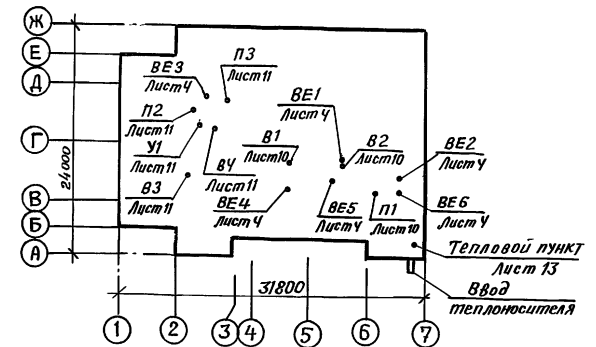 Ж
Е
Д
Г
В
Б
А
24000
ВЕ3
Лист 4
П3
Лист 11
П2
Лист 11
У1
Лист 11
В3
Лист 11
В4
Лист 11
ВЕ1
Лист 4
В1
Лист 10
В2
Лист 10
ВЕ2
Лист 4
ВЕ4
Лист 4
ВЕ5
Лист 4
П1
Лист 10
ВЕ6
Лист 4
Тепловой пункт
Лист 13
Ввод
теплоносителя
31800
1
2
3
4
5
6
7